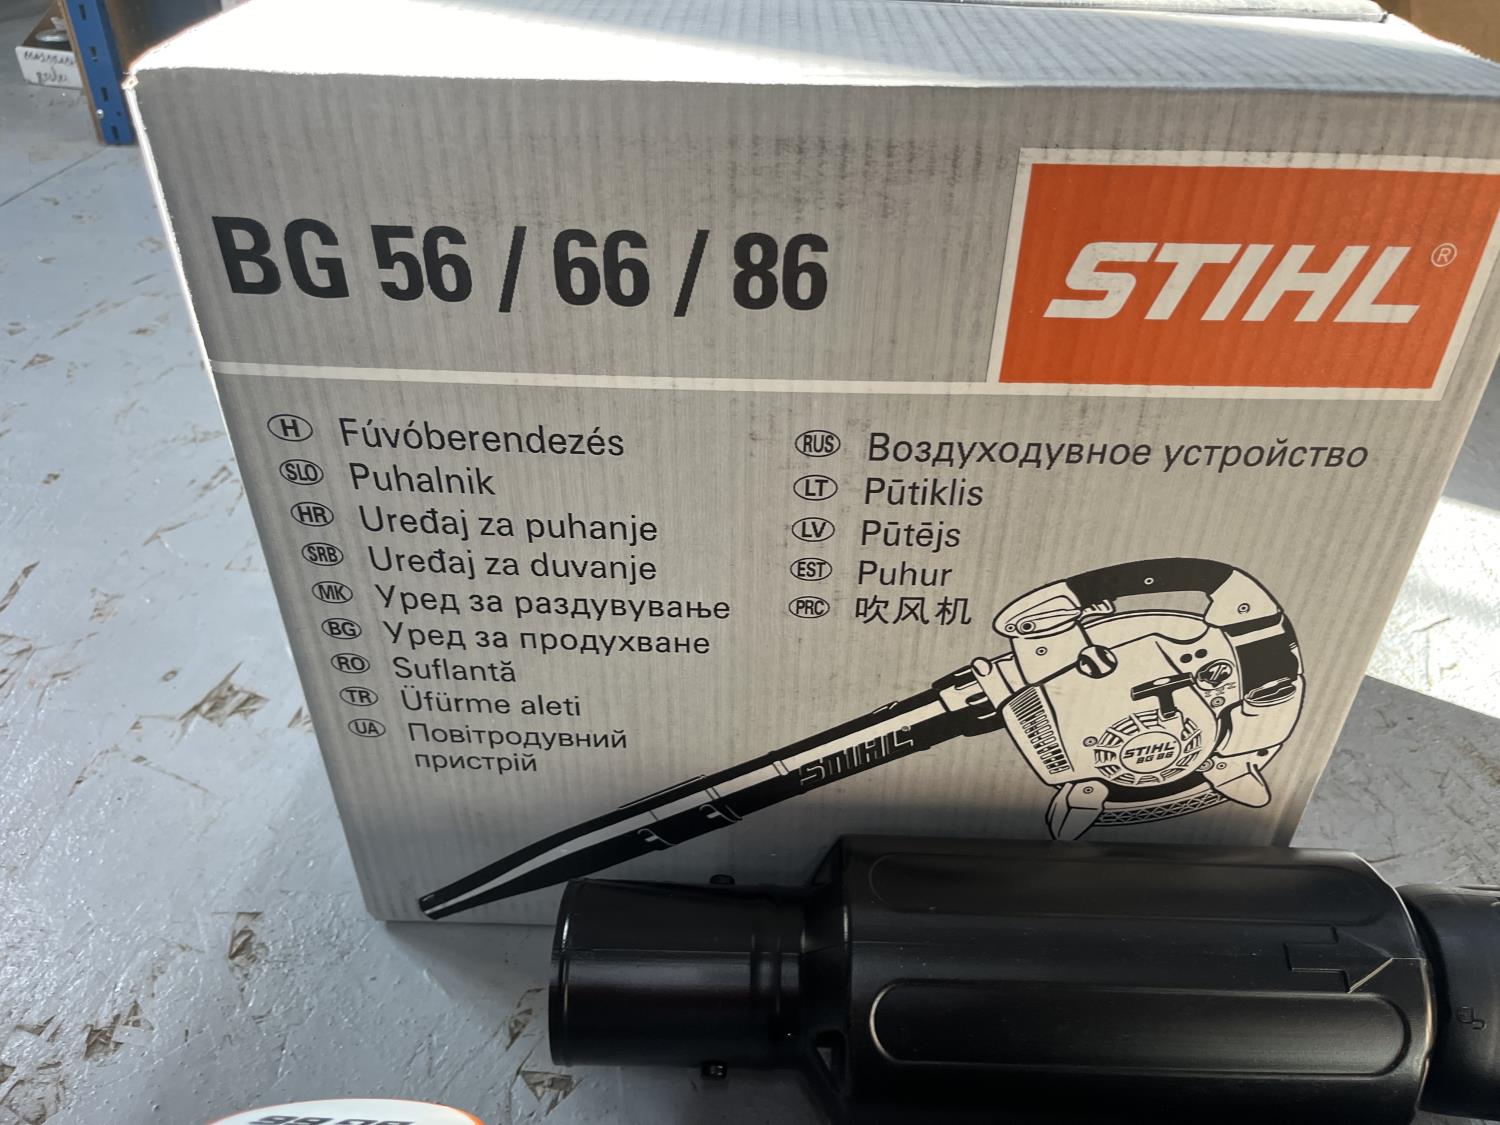 BG 56 / 66 / 86
STIHL®
H Fúvóberendezés
SLO Puhalnik
HR Uređaj za puhanje
SRB Uređaj za duvanje
MK Уред за раздувување
BG Уред за продухване
RO Suflantă
TR Üfürme aleti
UA Повітродувний
пристрій
RUS Воздуходувное устройство
LT Pūtiklis
LV Pūtējs
EST Puhur
PRC 吹风机
STIHL
STIHL
BG 86